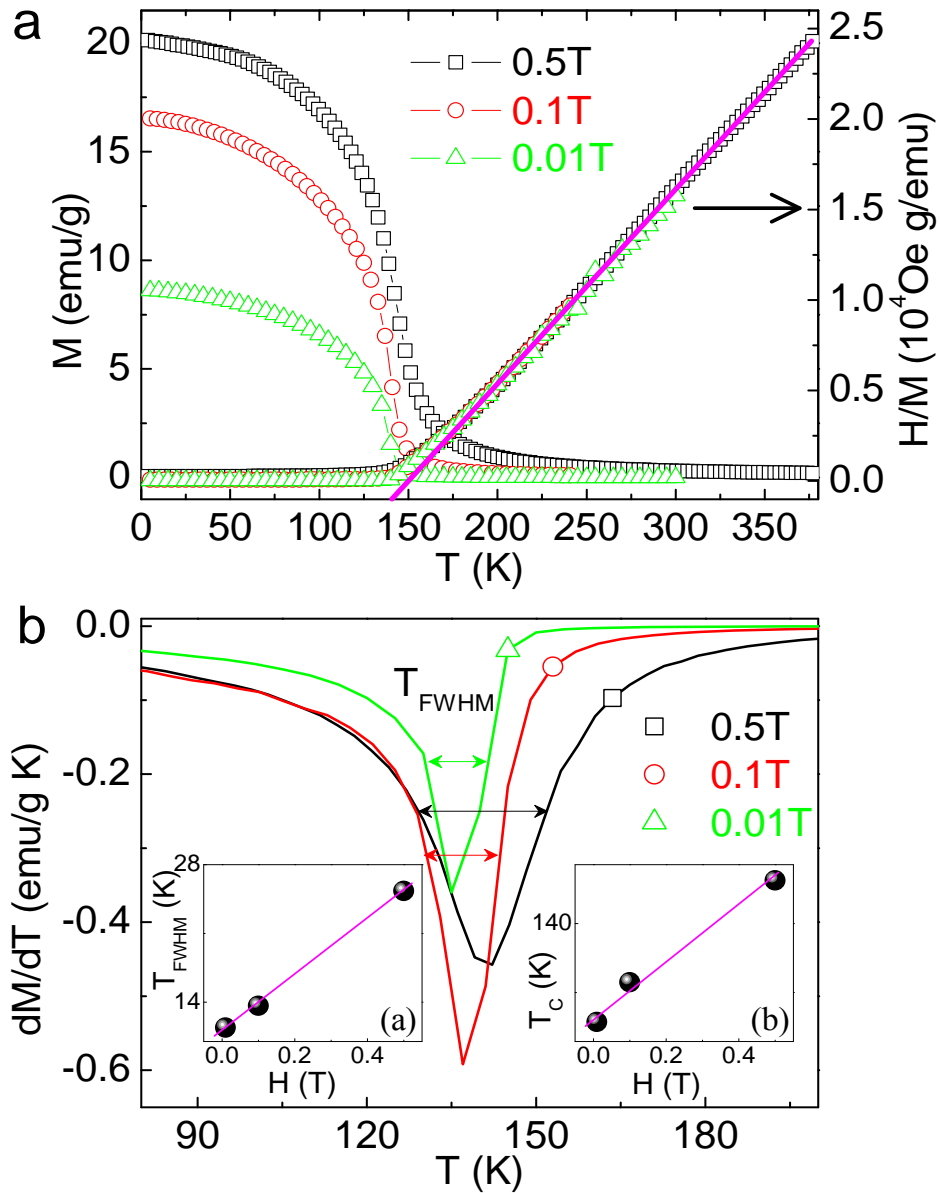 a
M (emu/g)
20
15
10
5
0
0.5T
0.1T
0.01T
2.5
2.0
1.5
1.0
0.5
0.0
H/M (10⁴Oe g/emu)
0 50 100 150 200 250 300 350
T (K)
b
dM/dT (emu/g K)
0.0
-0.2
-0.4
-0.6
T_FWHM
0.5T
0.1T
0.01T
28
14
T_FWHM (K)
(a)
0.0 0.2 0.4
H (T)
140
T_C (K)
(b)
0.0 0.2 0.4
H (T)
90 120 150 180
T (K)